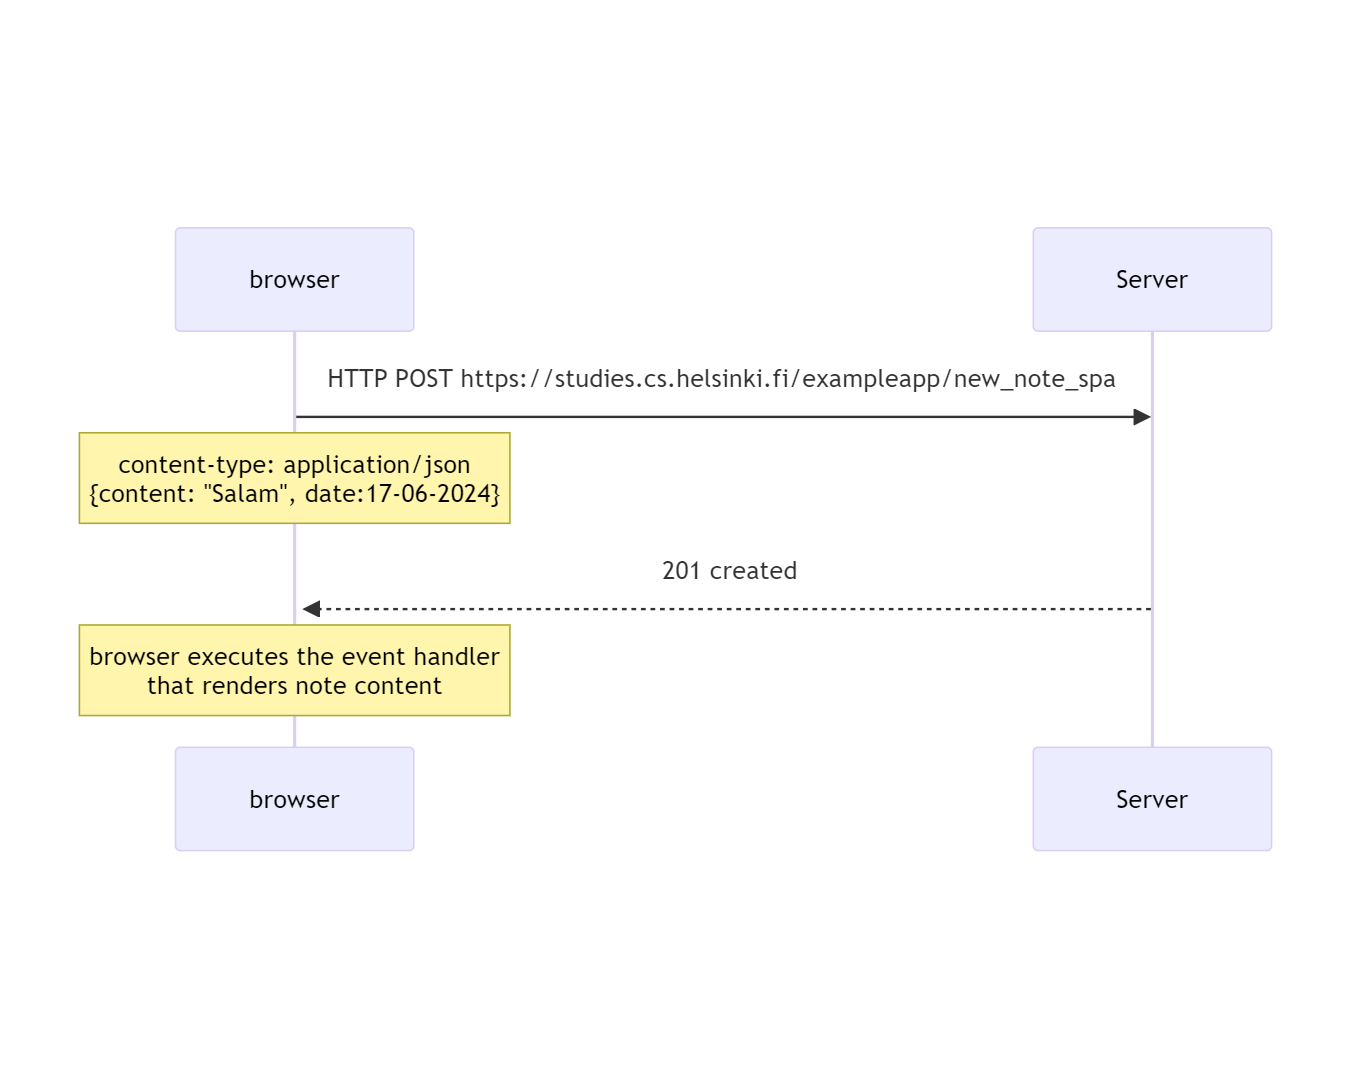 browser
Server
HTTP POST https://studies.cs.helsinki.fi/exampleapp/new_note_spa
content-type: application/json
{content: "Salam", date:17-06-2024}
201 created
browser executes the event handler
that renders note content
browser
Server